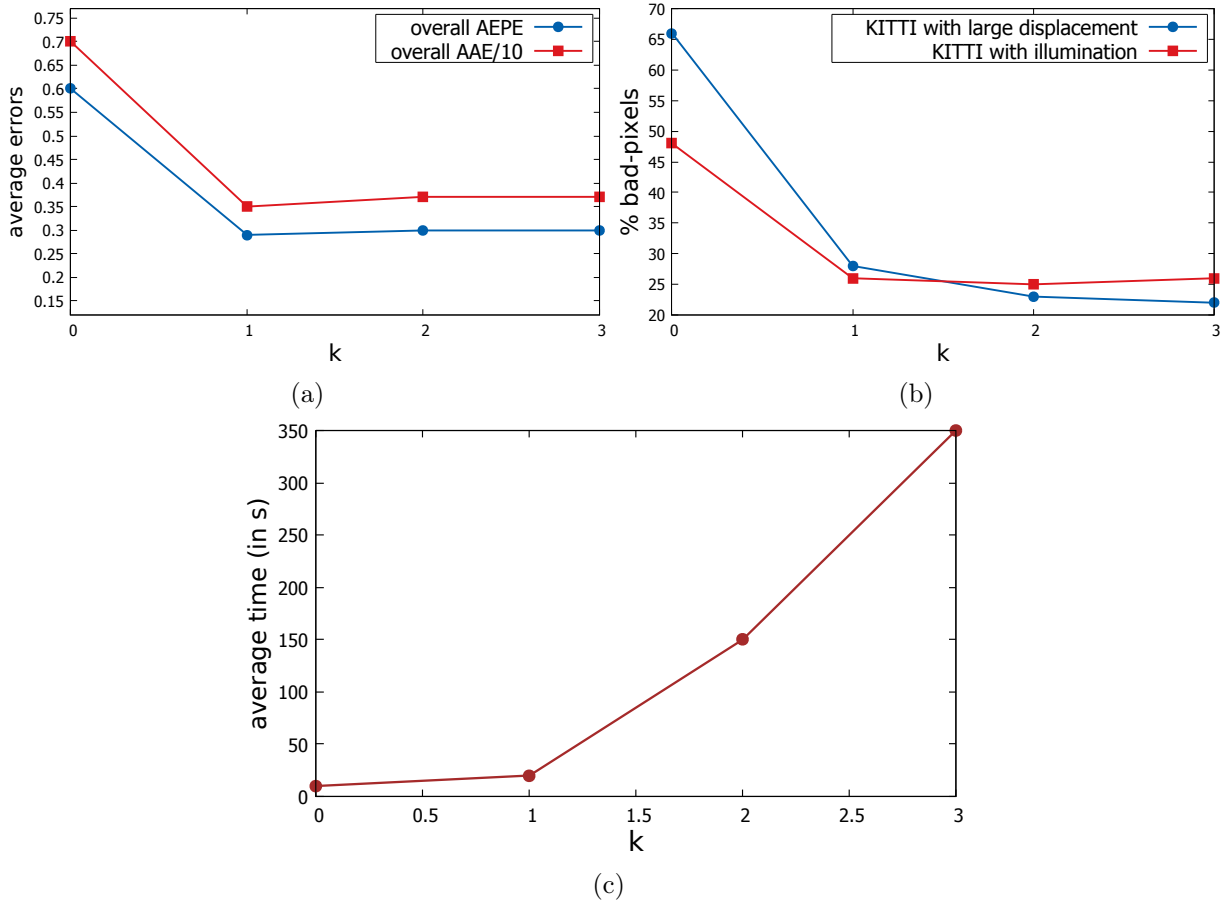 0.75
0.7
0.65
0.6
0.55
0.5
0.45
0.4
0.35
0.3
0.25
0.2
0.15
0 1 2 3
average errors
k
overall AEPE
overall AAE/10
(a)
70
65
60
55
50
45
40
35
30
25
20
0 1 2 3
% bad-pixels
k
KITTI with large displacement
KITTI with illumination
(b)
350
300
250
200
150
100
50
0
0 0.5 1 1.5 2 2.5 3
average time (in s)
k
(c)